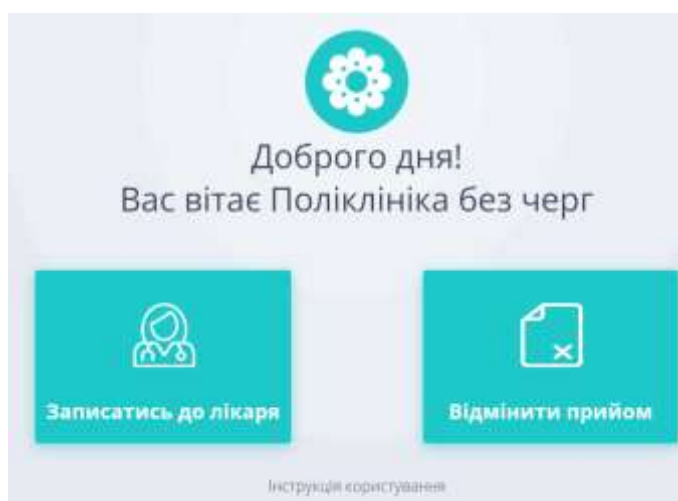 Доброго дня!
Вас вітає Поліклініка без черг
Записатись до лікаря
Відмінити прийом
Інструкція користування